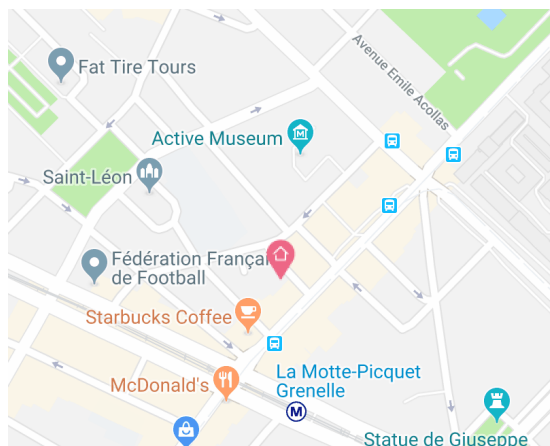 Avenue Emile Acollas
Fat Tire Tours
Active Museum
Saint-Léon
Fédération Franç
de Football
Starbucks Coffee
La Motte-Picquet
Grenelle
McDonald's
M
Statue de Giuseppe